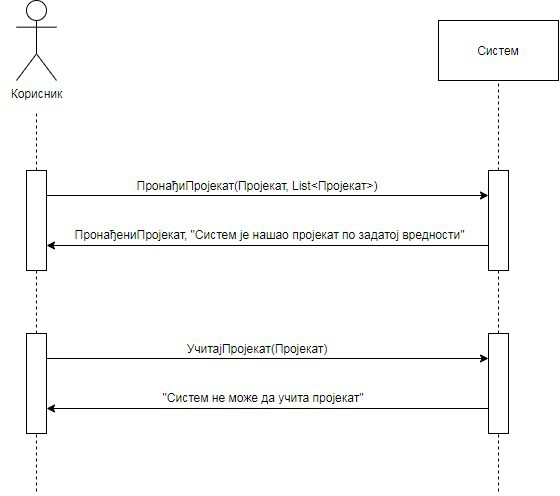 Корисник
Систем
ПронађиПројекат(Пројекат, List<Пројекат>)
ПронађениПројекат, "Систем је нашао пројекат по задатој вредности"
УчитајПројекат(Пројекат)
"Систем не може да учита пројекат"